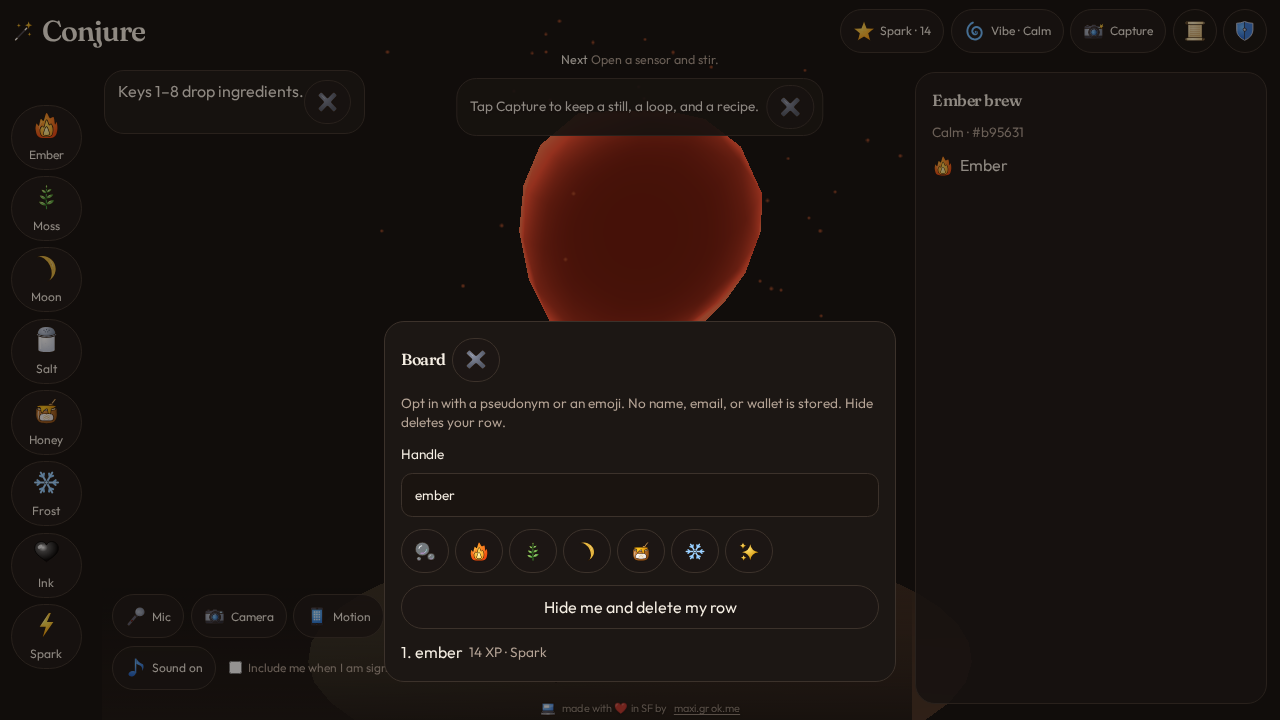 Conjure
Spark · 14
Vibe · Calm
Capture
Next Open a sensor and stir.
Keys 1–8 drop ingredients.
Tap Capture to keep a still, a loop, and a recipe.
Ember brew
Calm · #b95631
Ember
Ember
Moss
Moon
Salt
Honey
Frost
Ink
Spark
Board
Opt in with a pseudonym or an emoji. No name, email, or wallet is stored. Hide
deletes your row.
Handle
ember
Hide me and delete my row
1. ember 14 XP · Spark
Mic
Camera
Motion
Sound on
Include me when I am
made with ❤️ in SF by maxi.grok.me